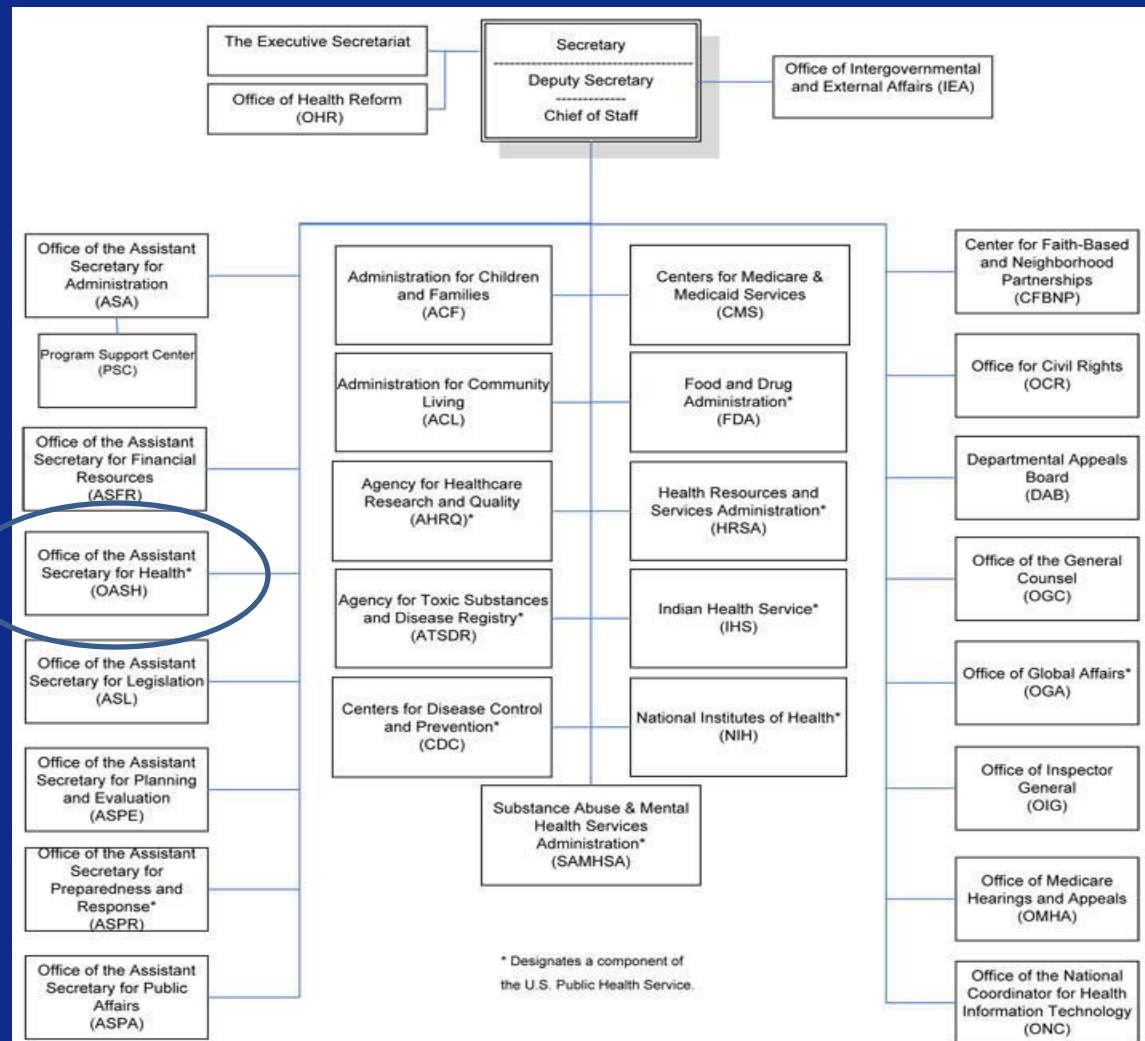 The Executive Secretariat
Office of Health Reform
(OHR)
Secretary
Deputy Secretary
Chief of Staff
Office of Intergovernmental
and External Affairs (IEA)
Office of the Assistant
Secretary for
Administration
(ASA)
Program Support Center
(PSC)
Office of the Assistant
Secretary for Financial
Resources
(ASFR)
Office of the Assistant
Secretary for Health*
(OASH)
Office of the Assistant
Secretary for Legislation
(ASL)
Office of the Assistant
Secretary for Planning
and Evaluation
(ASPE)
Office of the Assistant
Secretary for
Preparedness and
Response*
(ASPR)
Office of the Assistant
Secretary for Public
Affairs
(ASPA)
Administration for Children
and Families
(ACF)
Administration for Community
Living
(ACL)
Agency for Healthcare
Research and Quality
(AHRQ)*
Agency for Toxic Substances
and Disease Registry*
(ATSDR)
Centers for Disease Control
and Prevention*
(CDC)
Centers for Medicare &
Medicaid Services
(CMS)
Food and Drug
Administration*
(FDA)
Health Resources and
Services Administration*
(HRSA)
Indian Health Service*
(IHS)
National Institutes of Health*
(NIH)
Substance Abuse & Mental
Health Services
Administration*
(SAMHSA)
* Designates a component of
the U.S. Public Health Service.
Center for Faith-Based
and Neighborhood
Partnerships
(CFBNP)
Office for Civil Rights
(OCR)
Departmental Appeals
Board
(DAB)
Office of the General
Counsel
(OGC)
Office of Global Affairs*
(OGA)
Office of Inspector
General
(OIG)
Office of Medicare
Hearings and Appeals
(OMHA)
Office of the National
Coordinator for Health
Information Technology
(ONC)